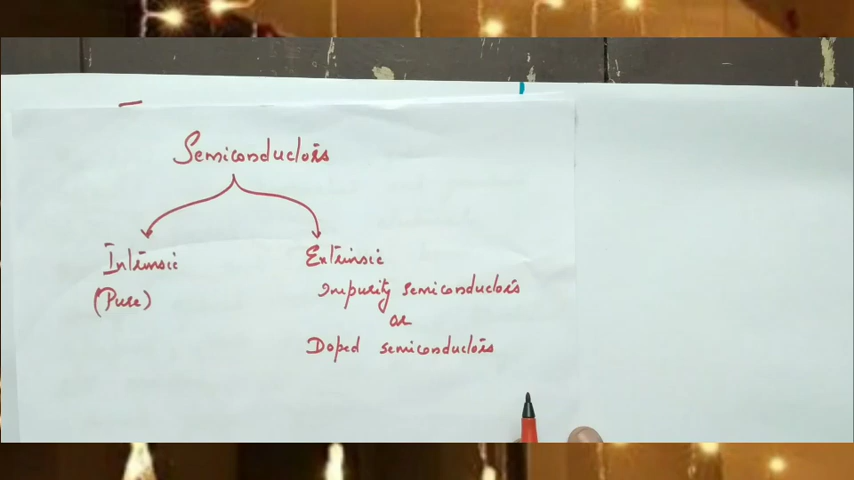 Semiconductors
Intrinsic
(Pure)
Extrinsic
Impurity semiconductors
or
Doped semiconductors